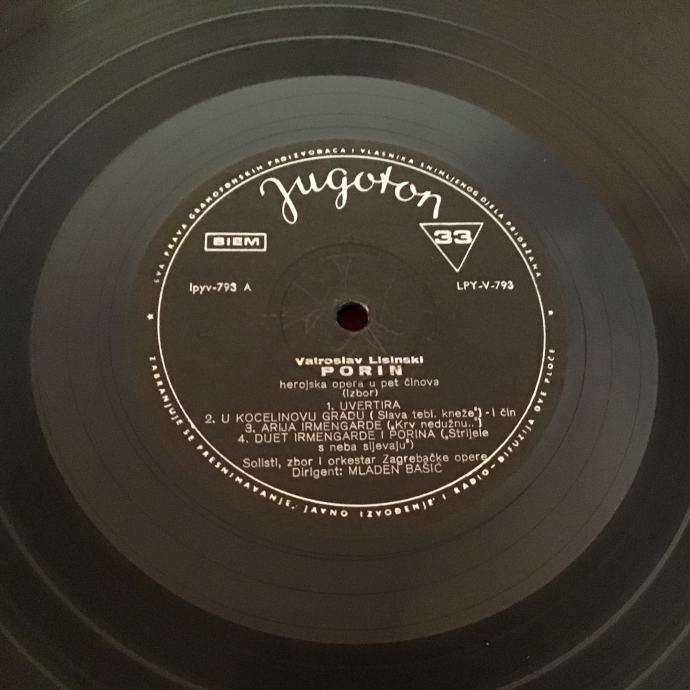 SVA PRAVA GRAMOFONSKIH PROIZVOĐAČA I VLASNIKA SNIMLJENOG DJELA PRIDRŽANA
Jugoton
BIEM
33
lpyv-793 A
LPY-V-793
Vatroslav Lisinski
PORIN
herojska opera u pet činova
(Izbor)
1. UVERTIRA
2. U KOCELINOVU GRADU ( Slava tebi, kneže") - I čin
3. ARIJA IRMENGARDE („Krv nedužnu..")
4. DUET IRMENGARDE I PORINA („Strijele
s neba sijevaju")
Solisti, zbor i orkestar Zagrebačke opere
Dirigent: MLADEN BAŠIĆ
ZABRANJUJE SE PRESNIMAVANJE, JAVNO IZVOĐENJE I RADIO-DIFUZIJA OVE PLOČE